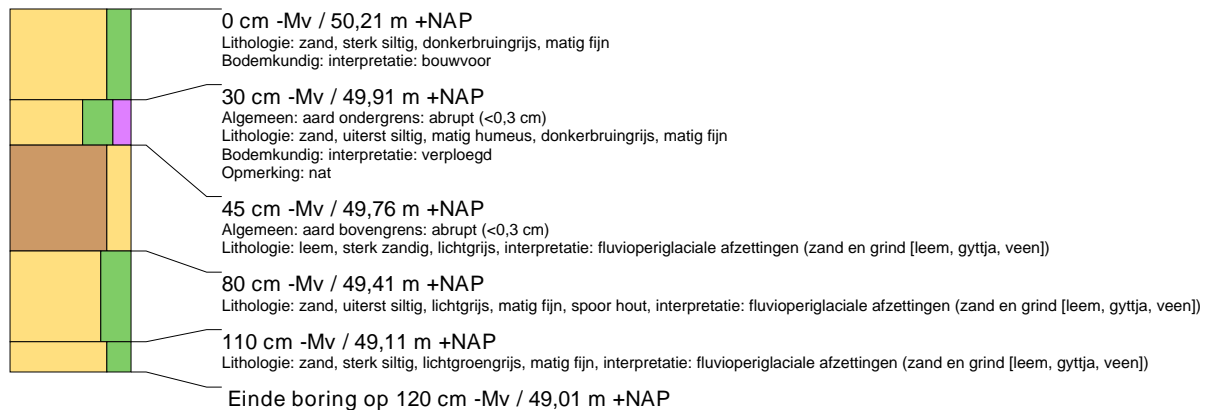 0 cm -Mv / 50,21 m +NAP
Lithologie: zand, sterk siltig, donkerbruingrijs, matig fijn
Bodemkundig: interpretatie: bouwvoor
30 cm -Mv / 49,91 m +NAP
Algemeen: aard ondergrens: abrupt (<0,3 cm)
Lithologie: zand, uiterst siltig, matig humeus, donkerbruingrijs, matig fijn
Bodemkundig: interpretatie: verploegd
Opmerking: nat
45 cm -Mv / 49,76 m +NAP
Algemeen: aard bovengrens: abrupt (<0,3 cm)
Lithologie: leem, sterk zandig, lichtgrijs, interpretatie: fluvioperiglaciale afzettingen (zand en grind [leem, gyttja, veen])
80 cm -Mv / 49,41 m +NAP
Lithologie: zand, uiterst siltig, lichtgrijs, matig fijn, spoor hout, interpretatie: fluvioperiglaciale afzettingen (zand en grind [leem, gyttja, veen])
110 cm -Mv / 49,11 m +NAP
Lithologie: zand, sterk siltig, lichtgroengrijs, matig fijn, interpretatie: fluvioperiglaciale afzettingen (zand en grind [leem, gyttja, veen])
Einde boring op 120 cm -Mv / 49,01 m +NAP